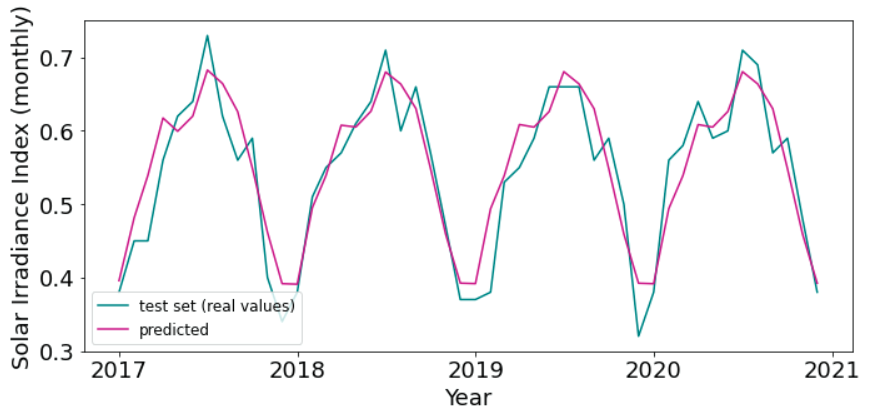 Solar Irradiance Index (monthly)
0.7
0.6
0.5
0.4
0.3
test set (real values)
predicted
2017 2018 2019 2020 2021
Year